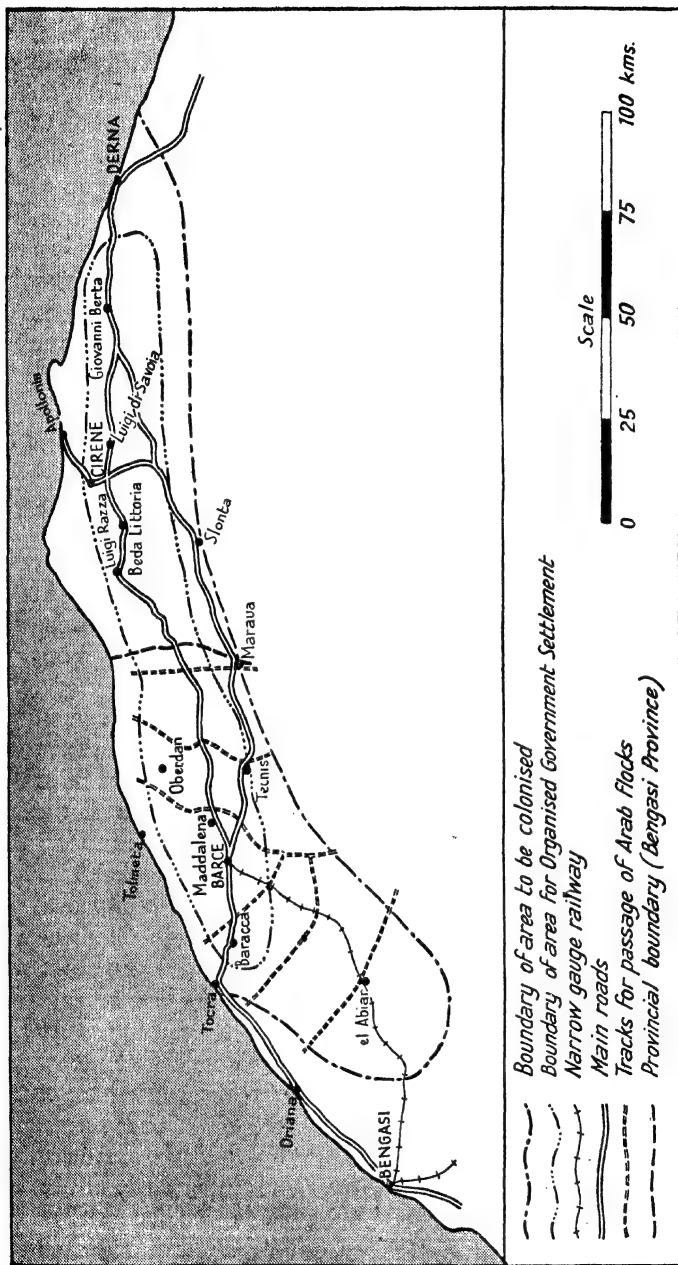 Apollonia
DERNA
CIRENE
Giovanni Berta
Luigi di Savoia
Luigi Razza
Beda Littoria
Slonta
Maraua
Oberdan
Tolmeta
Tecnis
Maddalena
BARCE
Baracca
Tocra
el Abiar
Driana
BENGASI
Boundary of area to be colonised
Boundary of area for Organised Government Settlement
Narrow gauge railway
Main roads
Tracks for passage of Arab Flocks
Provincial boundary (Bengasi Province)
Scale
0 25 50 75 100 kms.